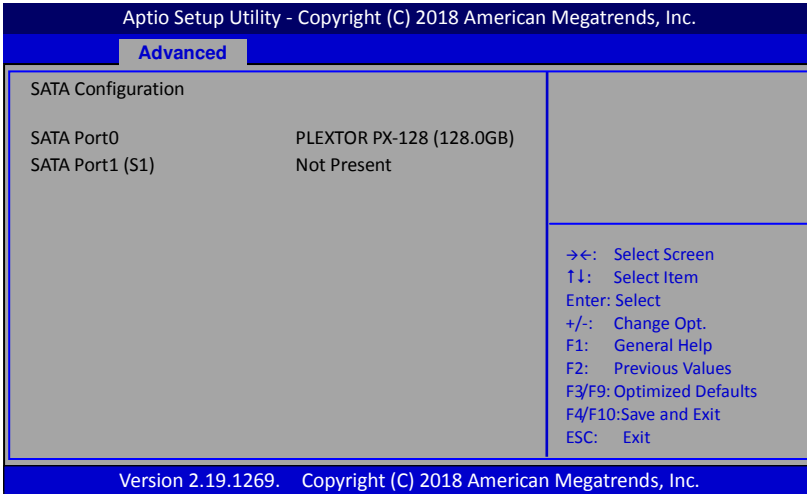 Aptio Setup Utility - Copyright (C) 2018 American Megatrends, Inc.
Advanced
SATA Configuration
SATA Port0 PLEXTOR PX-128 (128.0GB)
SATA Port1 (S1) Not Present
→←: Select Screen
↑↓: Select Item
Enter: Select
+/-: Change Opt.
F1: General Help
F2: Previous Values
F3/F9: Optimized Defaults
F4/F10:Save and Exit
ESC: Exit
Version 2.19.1269. Copyright (C) 2018 American Megatrends, Inc.